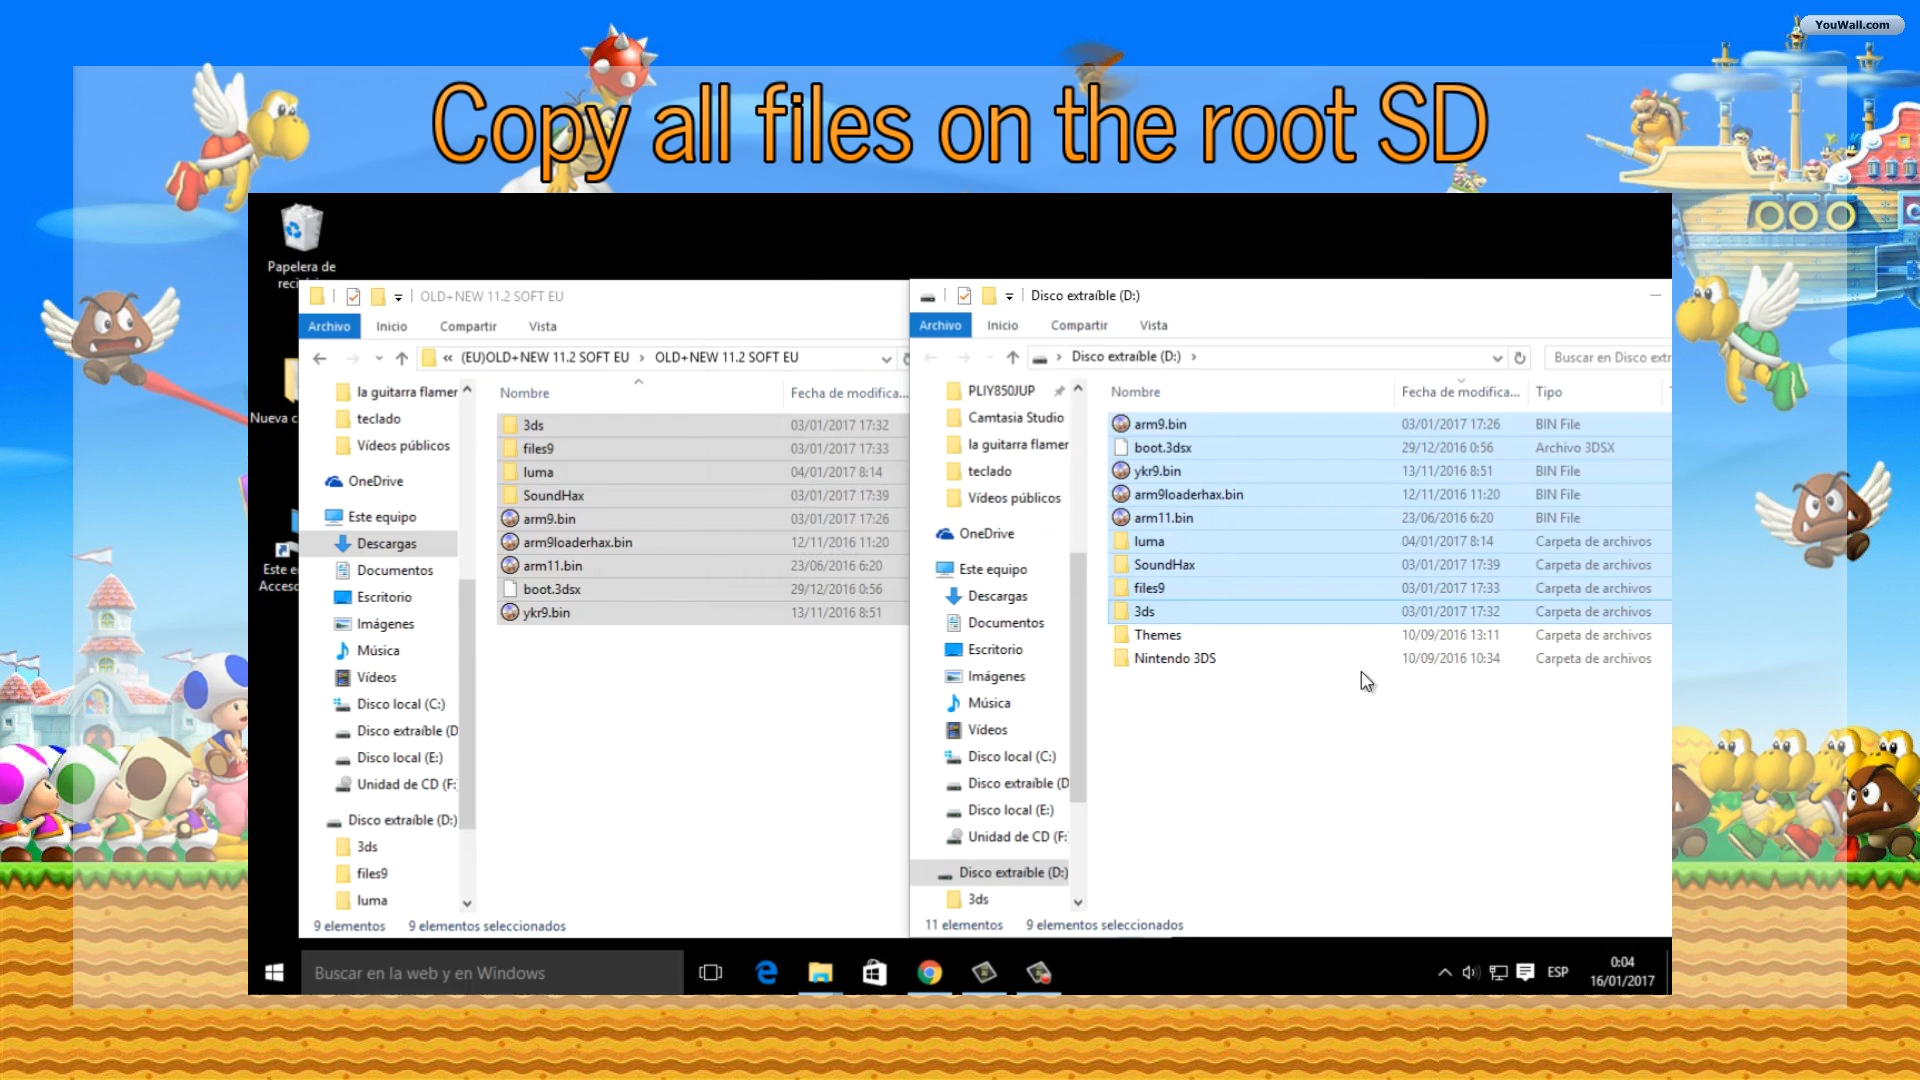 YouWall.com
Copy all files on the root SD
Papelera de
OLD+NEW 11.2 SOFT EU
Archivo Inicio Compartir Vista
« (EU)OLD+NEW 11.2 SOFT EU › OLD+NEW 11.2 SOFT EU
Nombre Fecha de modifica...
la guitarra flamer
teclado
Vídeos públicos
OneDrive
Este equipo
Descargas
Documentos
Escritorio
Imágenes
Música
Vídeos
Disco local (C:)
Disco extraíble (D
Disco local (E:)
Unidad de CD (F:
Disco extraíble (D:)
3ds
files9
luma
3ds 03/01/2017 17:32
files9 03/01/2017 17:33
luma 04/01/2017 8:14
SoundHax 03/01/2017 17:39
arm9.bin 03/01/2017 17:26
arm9loaderhax.bin 12/11/2016 11:20
arm11.bin 23/06/2016 6:20
boot.3dsx 29/12/2016 0:56
ykr9.bin 13/11/2016 8:51
9 elementos 9 elementos seleccionados
Nueva c
Este e
Acceso
Disco extraíble (D:)
Archivo Inicio Compartir Vista
› Disco extraíble (D:) ›
Buscar en Disco extr
Nombre Fecha de modifica... Tipo
PLIY850JUP
Camtasia Studio
la guitarra flamer
teclado
Vídeos públicos
OneDrive
Este equipo
Descargas
Documentos
Escritorio
Imágenes
Música
Vídeos
Disco local (C:)
Disco extraíble (D
Disco local (E:)
Unidad de CD (F:
Disco extraíble (D:)
3ds
arm9.bin 03/01/2017 17:26 BIN File
boot.3dsx 29/12/2016 0:56 Archivo 3DSX
ykr9.bin 13/11/2016 8:51 BIN File
arm9loaderhax.bin 12/11/2016 11:20 BIN File
arm11.bin 23/06/2016 6:20 BIN File
luma 04/01/2017 8:14 Carpeta de archivos
SoundHax 03/01/2017 17:39 Carpeta de archivos
files9 03/01/2017 17:33 Carpeta de archivos
3ds 03/01/2017 17:32 Carpeta de archivos
Themes 10/09/2016 13:11 Carpeta de archivos
Nintendo 3DS 10/09/2016 10:34 Carpeta de archivos
11 elementos 9 elementos seleccionados
Buscar en la web y en Windows
ESP
0:04
16/01/2017